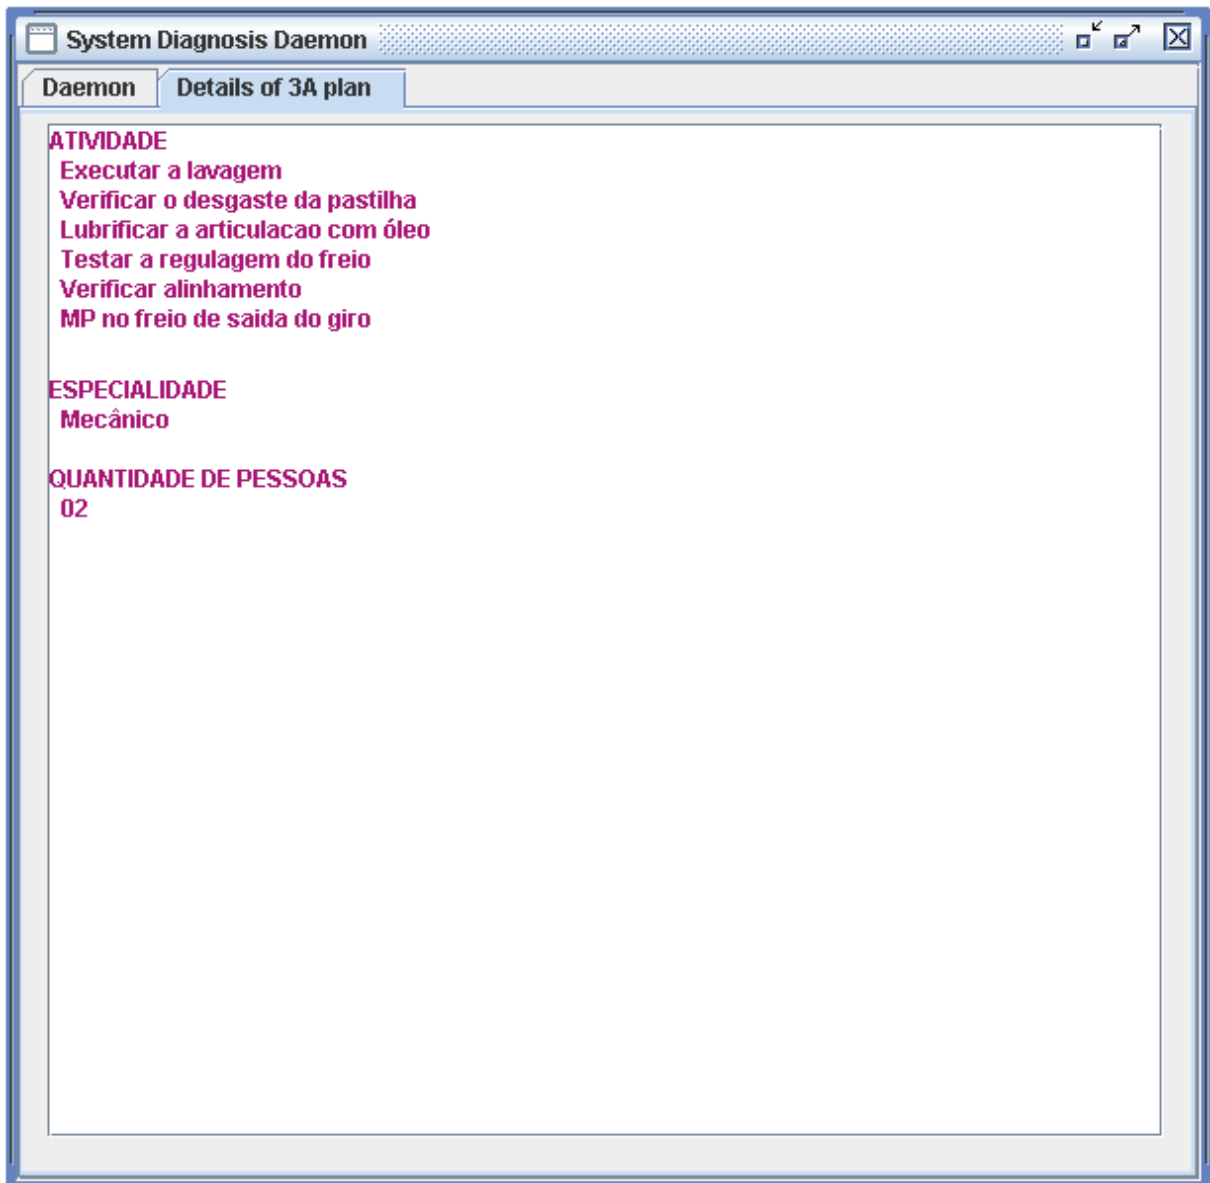 System Diagnosis Daemon
Daemon
Details of 3A plan
ATIVIDADE
Executar a lavagem
Verificar o desgaste da pastilha
Lubrificar a articulacao com óleo
Testar a regulagem do freio
Verificar alinhamento
MP no freio de saida do giro
ESPECIALIDADE
Mecânico
QUANTIDADE DE PESSOAS
02